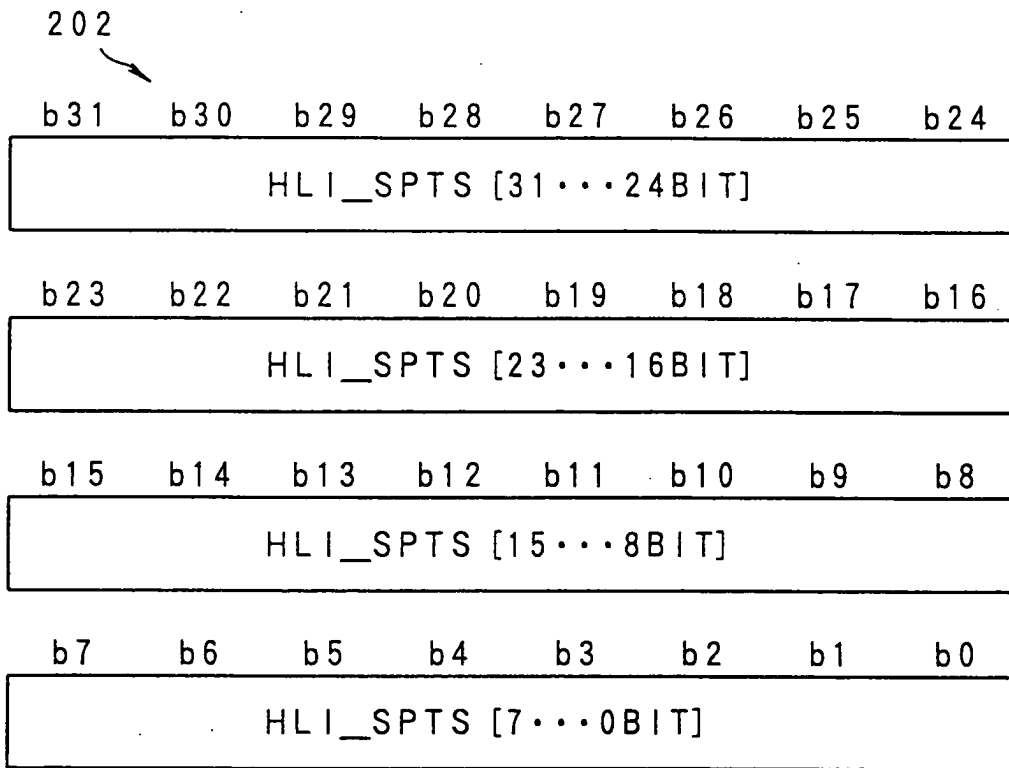 202
b31 b30 b29 b28 b27 b26 b25 b24
HLI_SPTS [31···24BIT]
b23 b22 b21 b20 b19 b18 b17 b16
HLI_SPTS [23···16BIT]
b15 b14 b13 b12 b11 b10 b9 b8
HLI_SPTS [15···8BIT]
b7 b6 b5 b4 b3 b2 b1 b0
HLI_SPTS [7···0BIT]